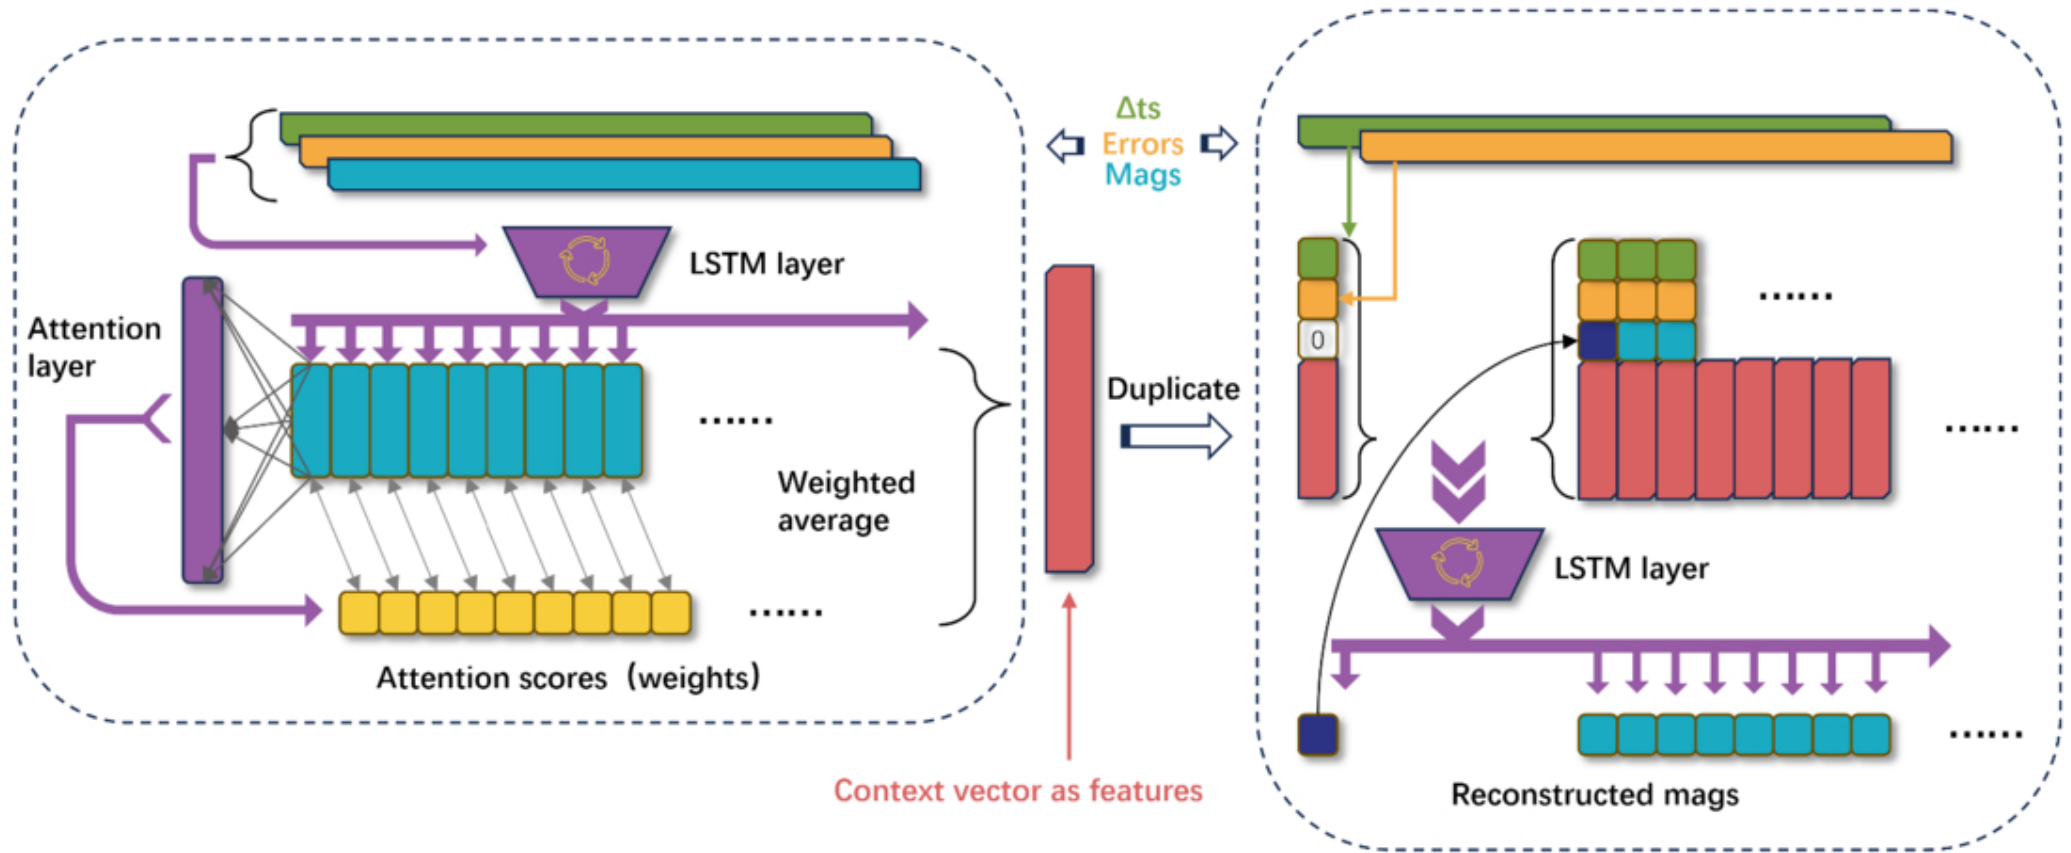 Δts
Errors
Mags
LSTM layer
Attention
layer
......
Weighted
average
......
Attention scores (weights)
Duplicate
Context vector as features
0
......
......
LSTM layer
......
Reconstructed mags